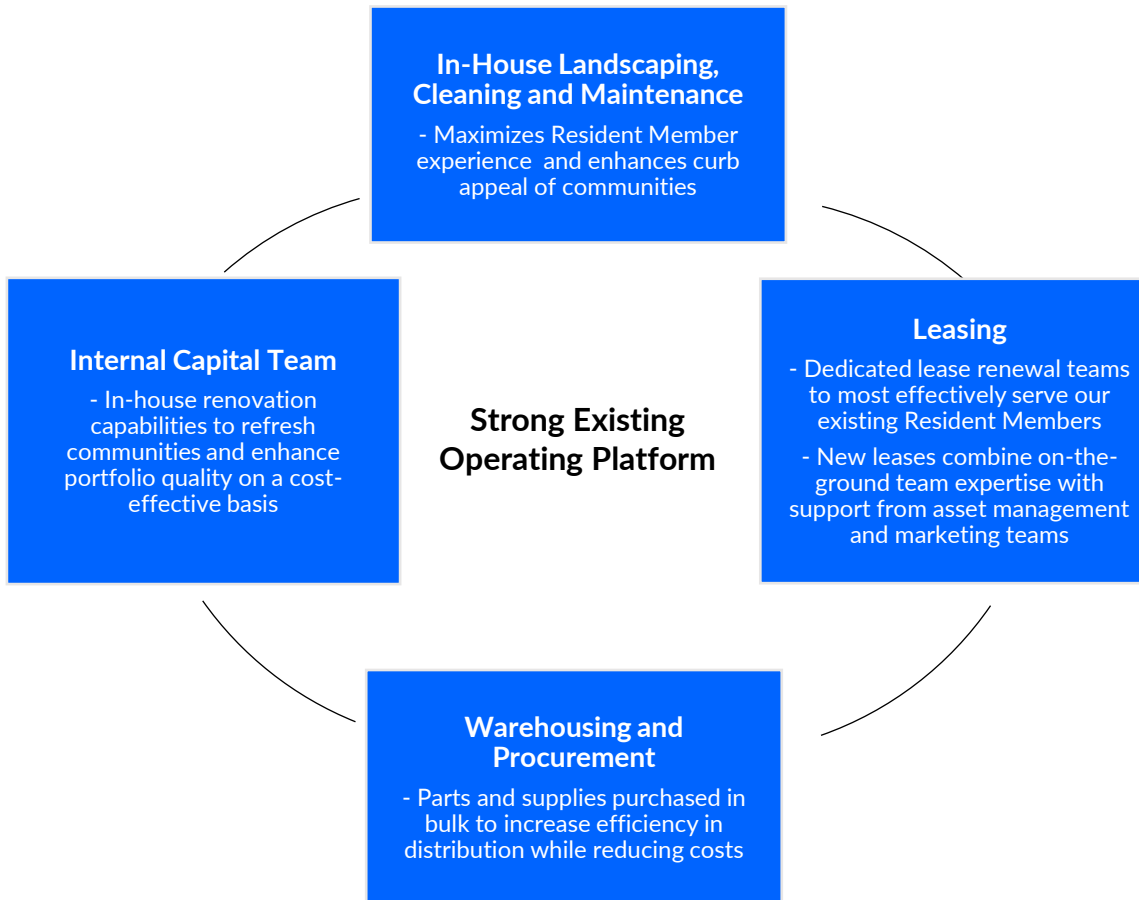 In-House Landscaping,
Cleaning and Maintenance
- Maximizes Resident Member
experience and enhances curb
appeal of communities
Internal Capital Team
- In-house renovation
capabilities to refresh
communities and enhance
portfolio quality on a cost-
effective basis
Strong Existing
Operating Platform
Leasing
- Dedicated lease renewal teams
to most effectively serve our
existing Resident Members
- New leases combine on-the-
ground team expertise with
support from asset management
and marketing teams
Warehousing and
Procurement
- Parts and supplies purchased in
bulk to increase efficiency in
distribution while reducing costs